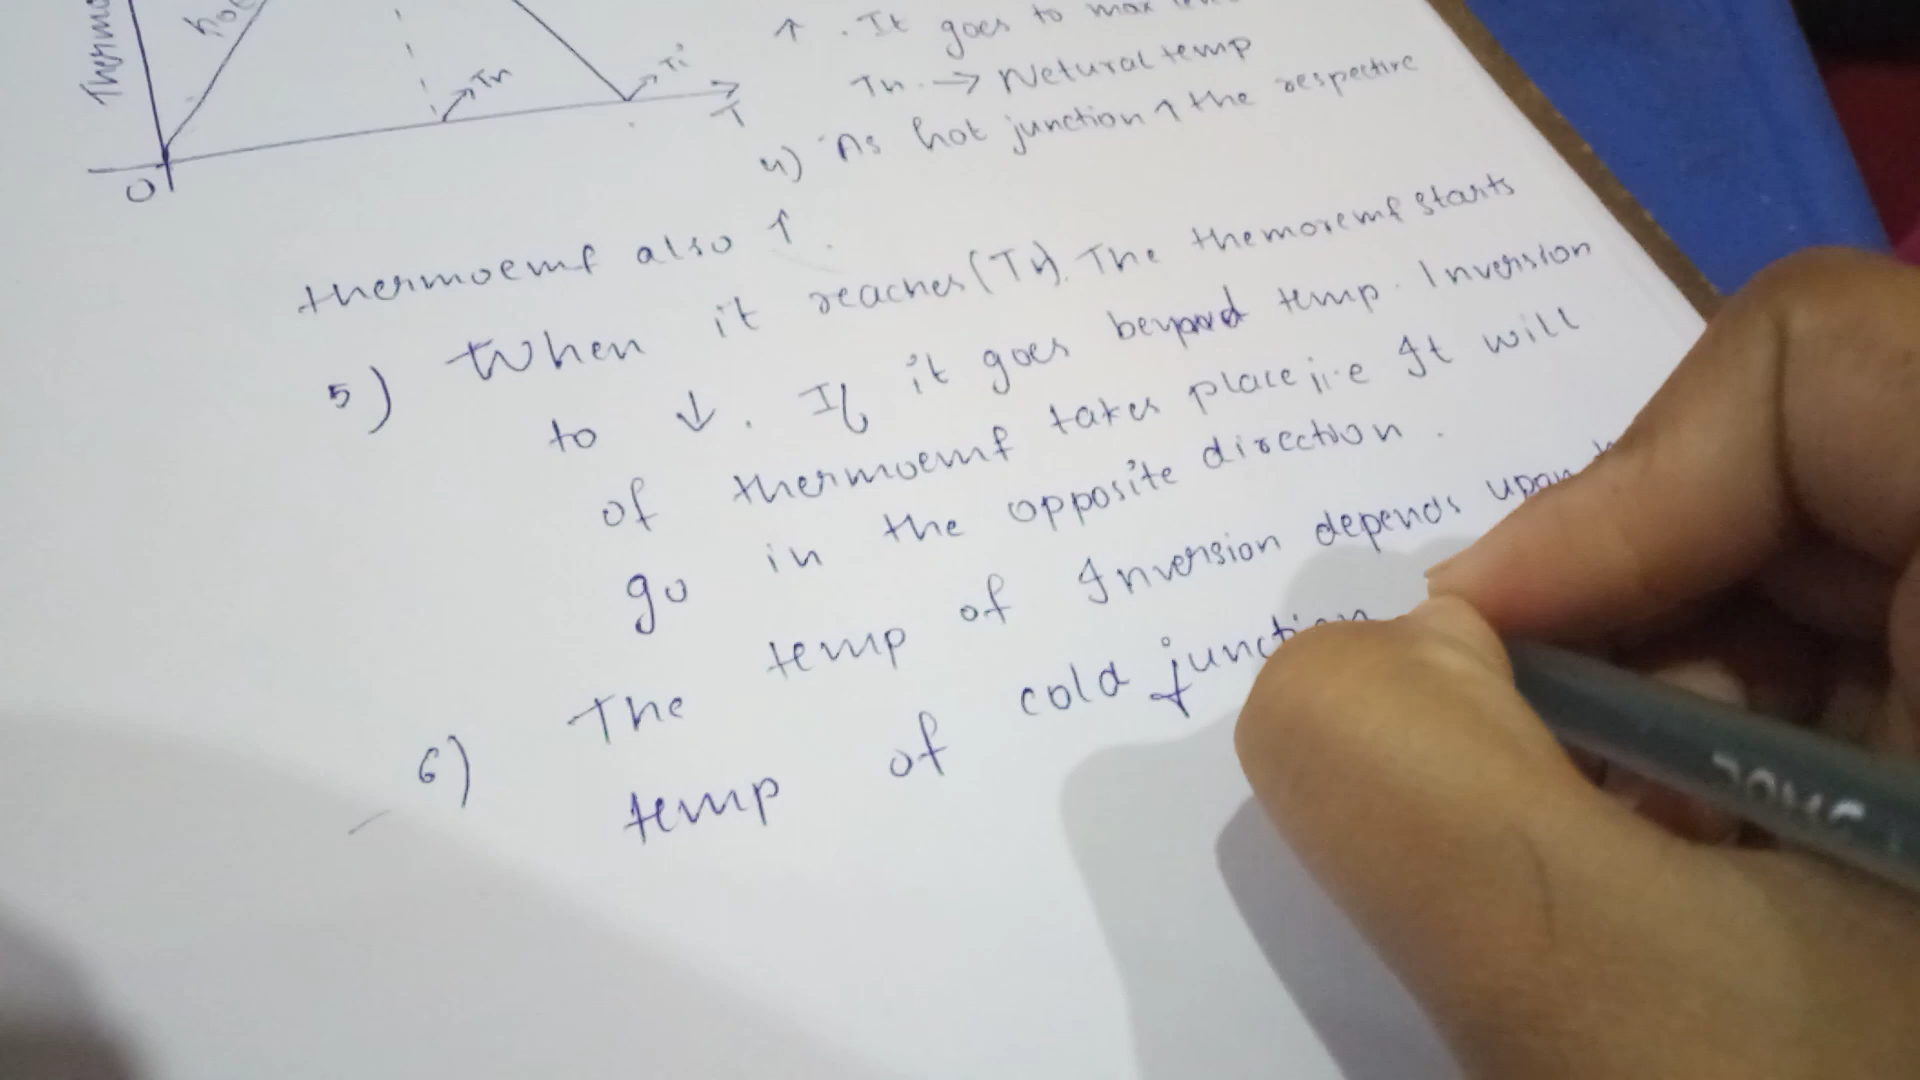 Thermo
↑. It goes to max
Tn → Netural temp
Tn
Ti
T
O
4) As hot junction ↑ the respective
thermoemf also ↑.
5) When it reaches (Tn). The themoremf starts
to ↓. If it goes beyond temp. Inversion
of thermoemf takes place i.e It will
go in the opposite direction.
6) The temp of Inversion depends upon
temp of cold junction